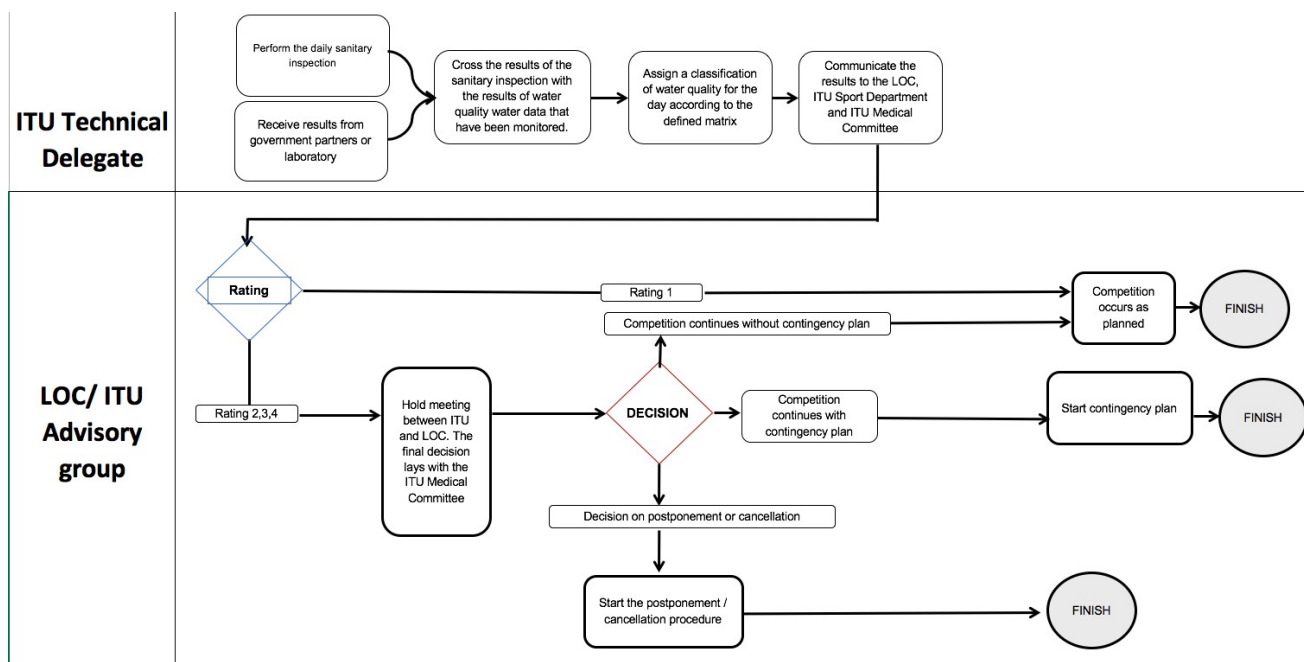 ITU Technical
Delegate
Perform the daily sanitary
inspection
Receive results from
government partners or
laboratory
Cross the results of the
sanitary inspection with
the results of water
quality water data that
have been monitored.
Assign a classification
of water quality for the
day according to the
defined matrix
Communicate the
results to the LOC,
ITU Sport Department
and ITU Medical
Committee
LOC/ ITU
Advisory
group
Rating
Rating 1
Competition continues without contingency plan
Competition
occurs as
planned
FINISH
Rating 2,3,4
Hold meeting
between ITU
and LOC. The
final decision
lays with the
ITU Medical
Committee
DECISION
Competition
continues with
contingency plan
Start contingency plan
FINISH
Decision on postponement or cancellation
Start the postponement /
cancellation procedure
FINISH